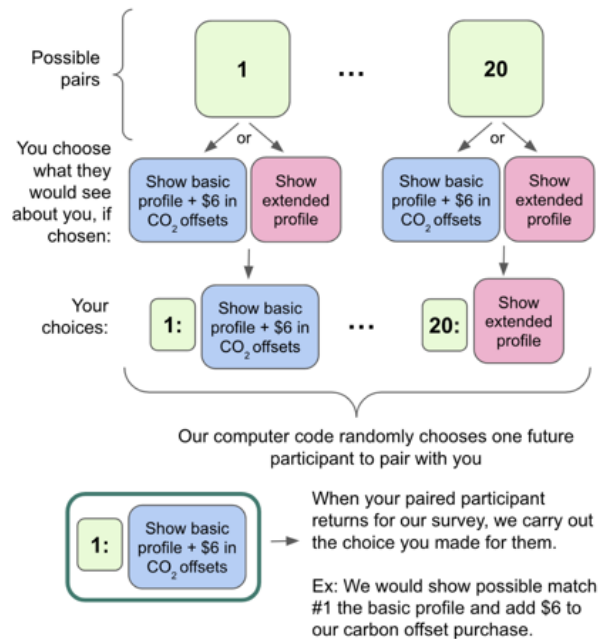 Possible
pairs
1
...
20
or
or
You choose
what they
would see
about you, if
chosen:
Show basic
profile + $6 in
CO2 offsets
Show
extended
profile
Show basic
profile + $6 in
CO2 offsets
Show
extended
profile
Your
choices:
1:
Show basic
profile + $6 in
CO2 offsets
...
20:
Show
extended
profile
Our computer code randomly chooses one future
participant to pair with you
1:
Show basic
profile + $6 in
CO2 offsets
When your paired participant
returns for our survey, we carry out
the choice you made for them.
Ex: We would show possible match
#1 the basic profile and add $6 to
our carbon offset purchase.